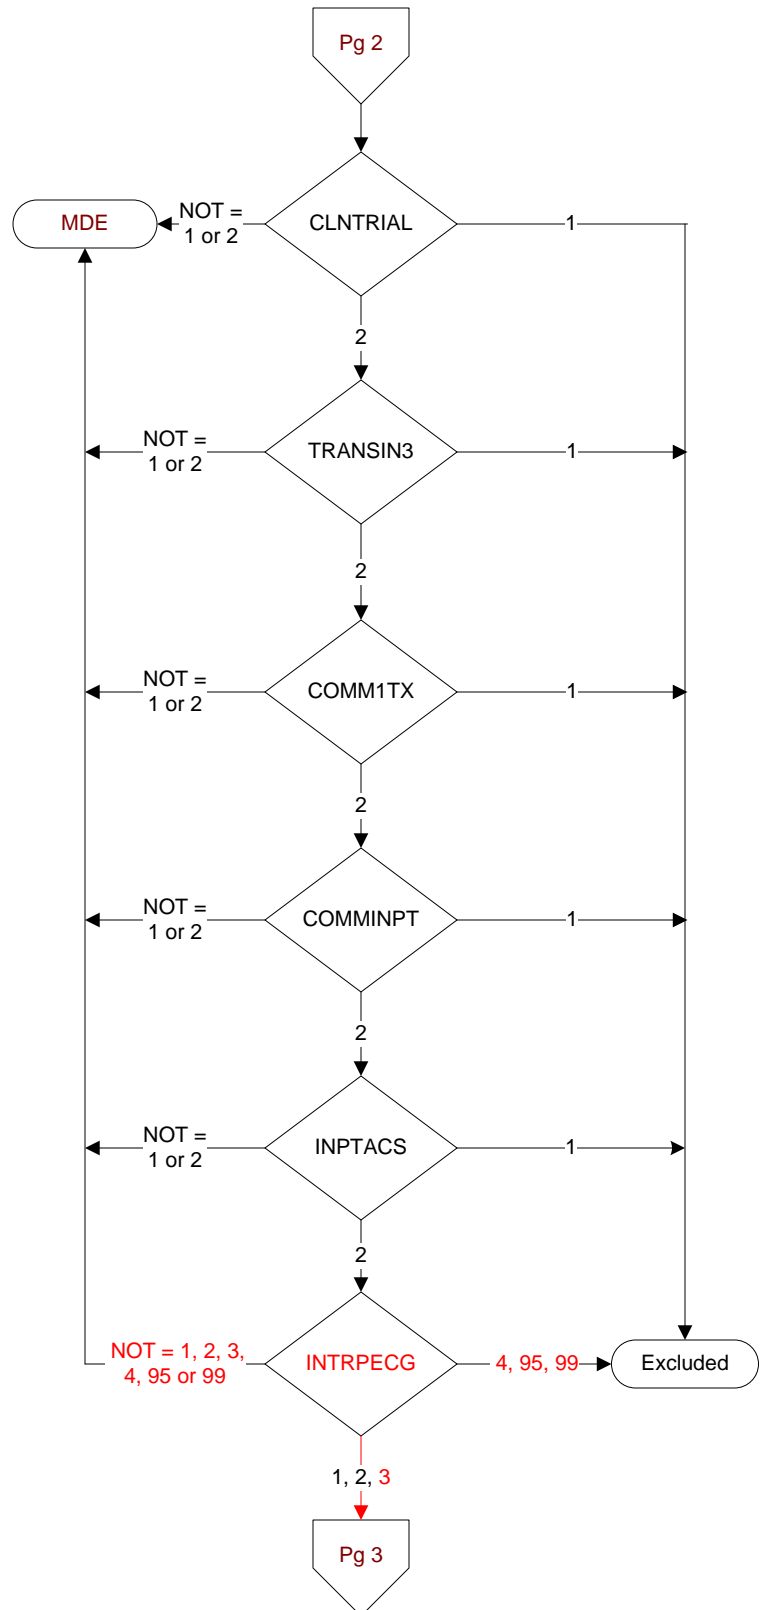 Pg 2
MDE
NOT =
1 or 2
CLNTRIAL
1
2
NOT =
1 or 2
TRANSIN3
1
2
NOT =
1 or 2
COMM1TX
1
2
NOT =
1 or 2
COMMINPT
1
2
NOT =
1 or 2
INPTACS
1
2
NOT = 1, 2, 3,
4, 95 or 99
INTRPECG
4, 95, 99
Excluded
1, 2, 3
Pg 3